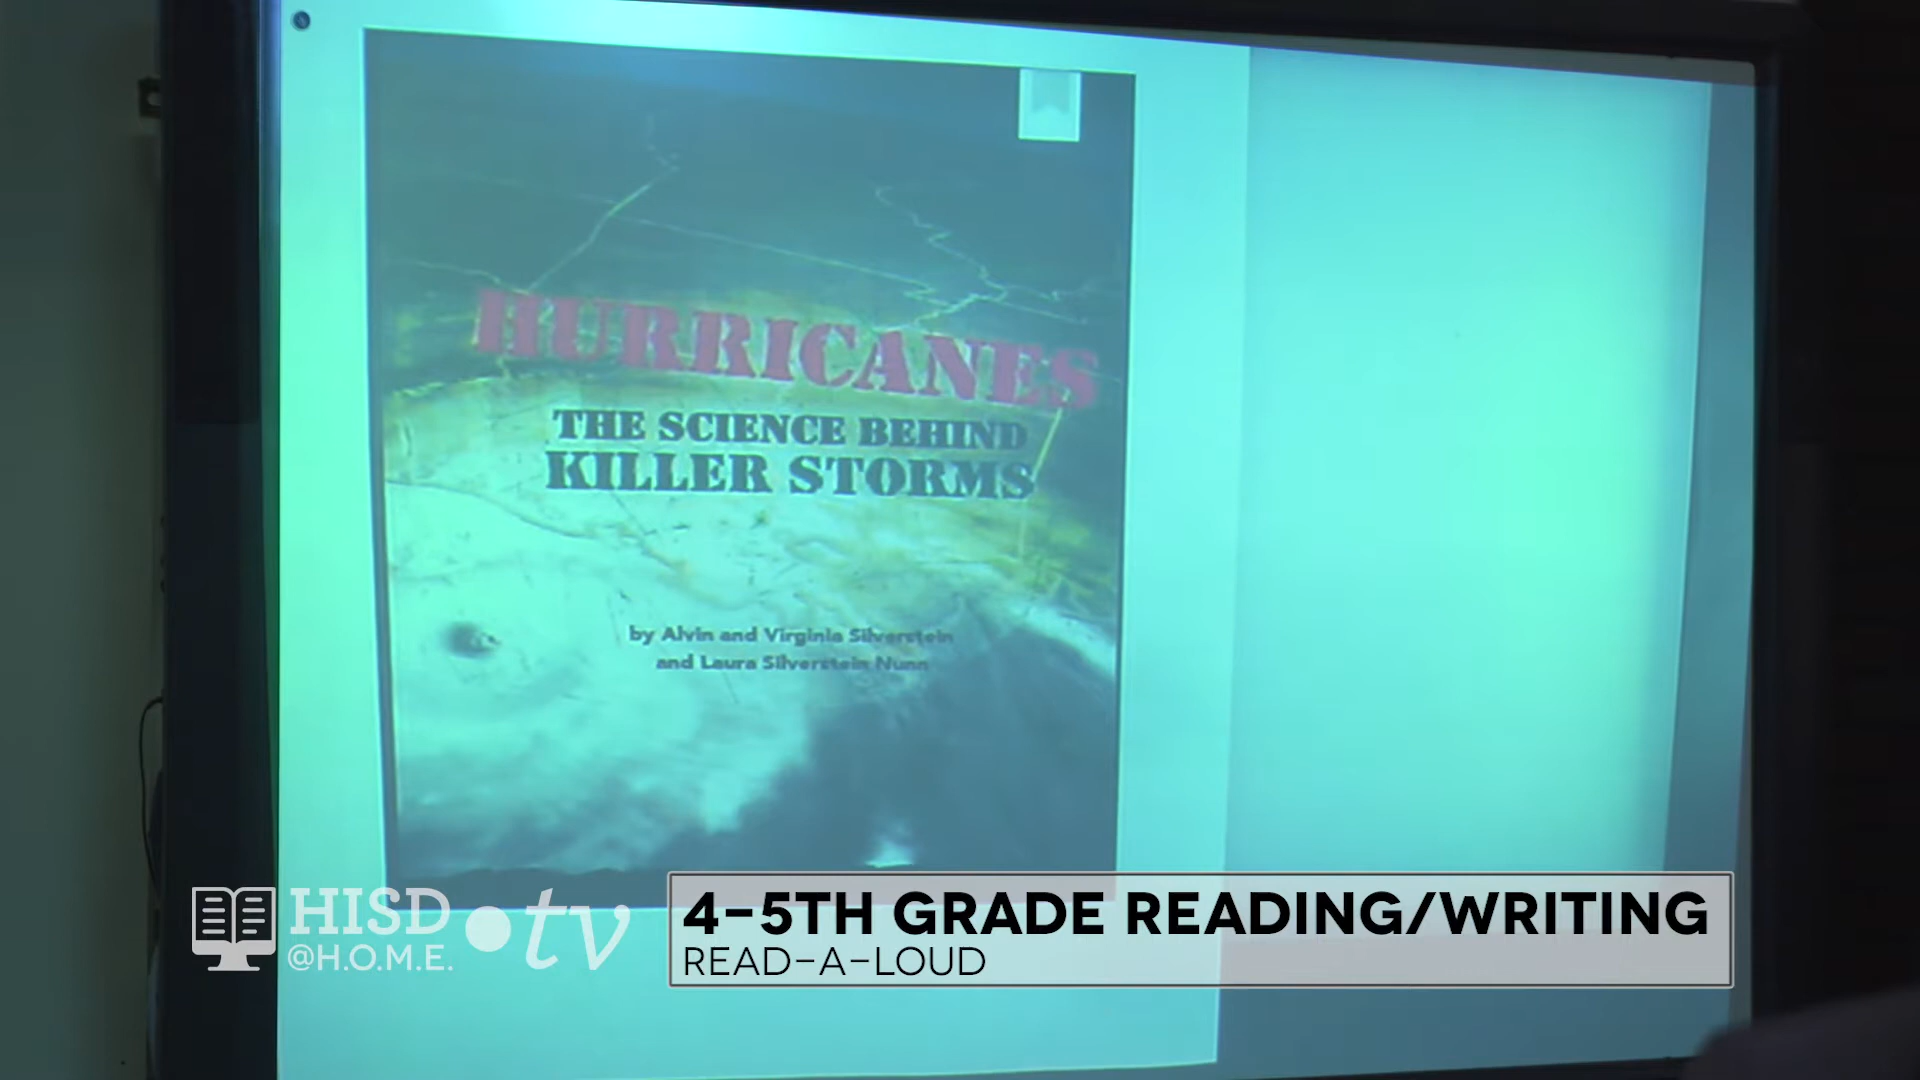 HURRICANES
THE SCIENCE BEHIND
KILLER STORMS
by Alvin and Virginia Silverstein
and Laura Silverstein Nunn
HISD
@H.O.M.E.
tv
4-5TH GRADE READING/WRITING
READ-A-LOUD